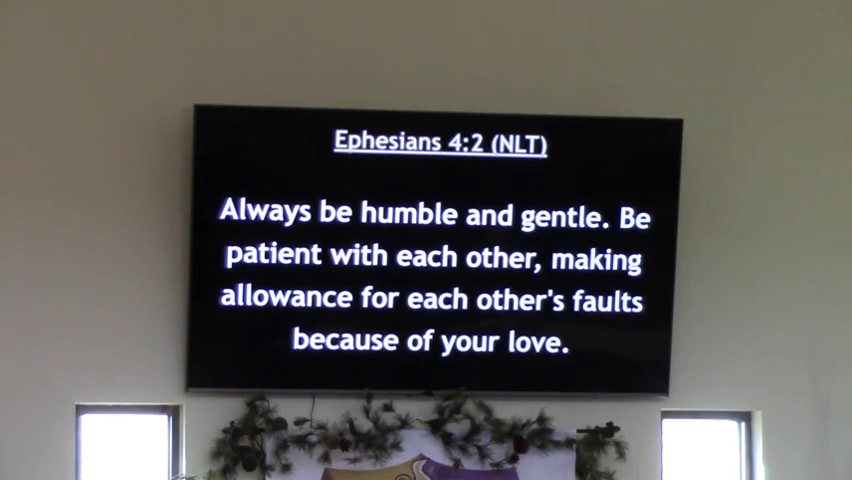 Ephesians 4:2 (NLT)
Always be humble and gentle. Be
patient with each other, making
allowance for each other's faults
because of your love.